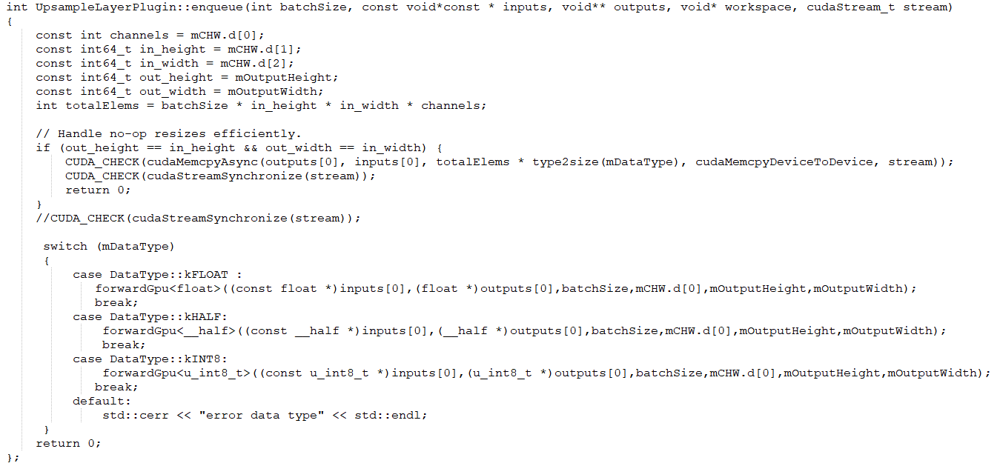 int UpsampleLayerPlugin::enqueue(int batchSize, const void*const * inputs, void** outputs, void* workspace, cudaStream_t stream)
{
    const int channels = mCHW.d[0];
    const int64_t in_height = mCHW.d[1];
    const int64_t in_width = mCHW.d[2];
    const int64_t out_height = mOutputHeight;
    const int64_t out_width = mOutputWidth;
    int totalElems = batchSize * in_height * in_width * channels;

    // Handle no-op resizes efficiently.
    if (out_height == in_height && out_width == in_width) {
        CUDA_CHECK(cudaMemcpyAsync(outputs[0], inputs[0], totalElems * type2size(mDataType), cudaMemcpyDeviceToDevice, stream));
        CUDA_CHECK(cudaStreamSynchronize(stream));
        return 0;
    }
    //CUDA_CHECK(cudaStreamSynchronize(stream));

     switch (mDataType)
     {
         case DataType::kFLOAT :
            forwardGpu<float>((const float *)inputs[0],(float *)outputs[0],batchSize,mCHW.d[0],mOutputHeight,mOutputWidth);
            break;
         case DataType::kHALF:
             forwardGpu<__half>((const __half *)inputs[0],(__half *)outputs[0],batchSize,mCHW.d[0],mOutputHeight,mOutputWidth);
             break;
         case DataType::kINT8:
             forwardGpu<u_int8_t>((const u_int8_t *)inputs[0],(u_int8_t *)outputs[0],batchSize,mCHW.d[0],mOutputHeight,mOutputWidth);
            break;
         default:
             std::cerr << "error data type" << std::endl;
     }
    return 0;
};